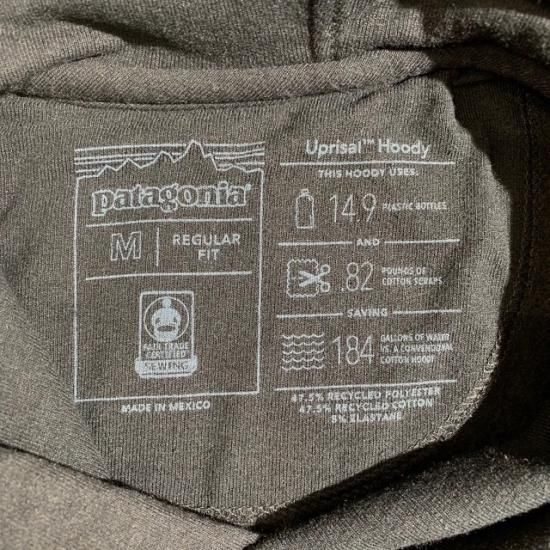 patagonia®
M
REGULAR
FIT
FAIR TRADE
CERTIFIED
SEWING
MADE IN MEXICO
Uprisal™ Hoody
THIS HOODY USES:
14.9 PLASTIC BOTTLES
AND
.82 POUNDS OF
COTTON SCRAPS
SAVING
184 GALLONS OF WATER
VS. A CONVENTIONAL
COTTON HOODY
47.5% RECYCLED POLYESTER
47.5% RECYCLED COTTON
5% ELASTANE